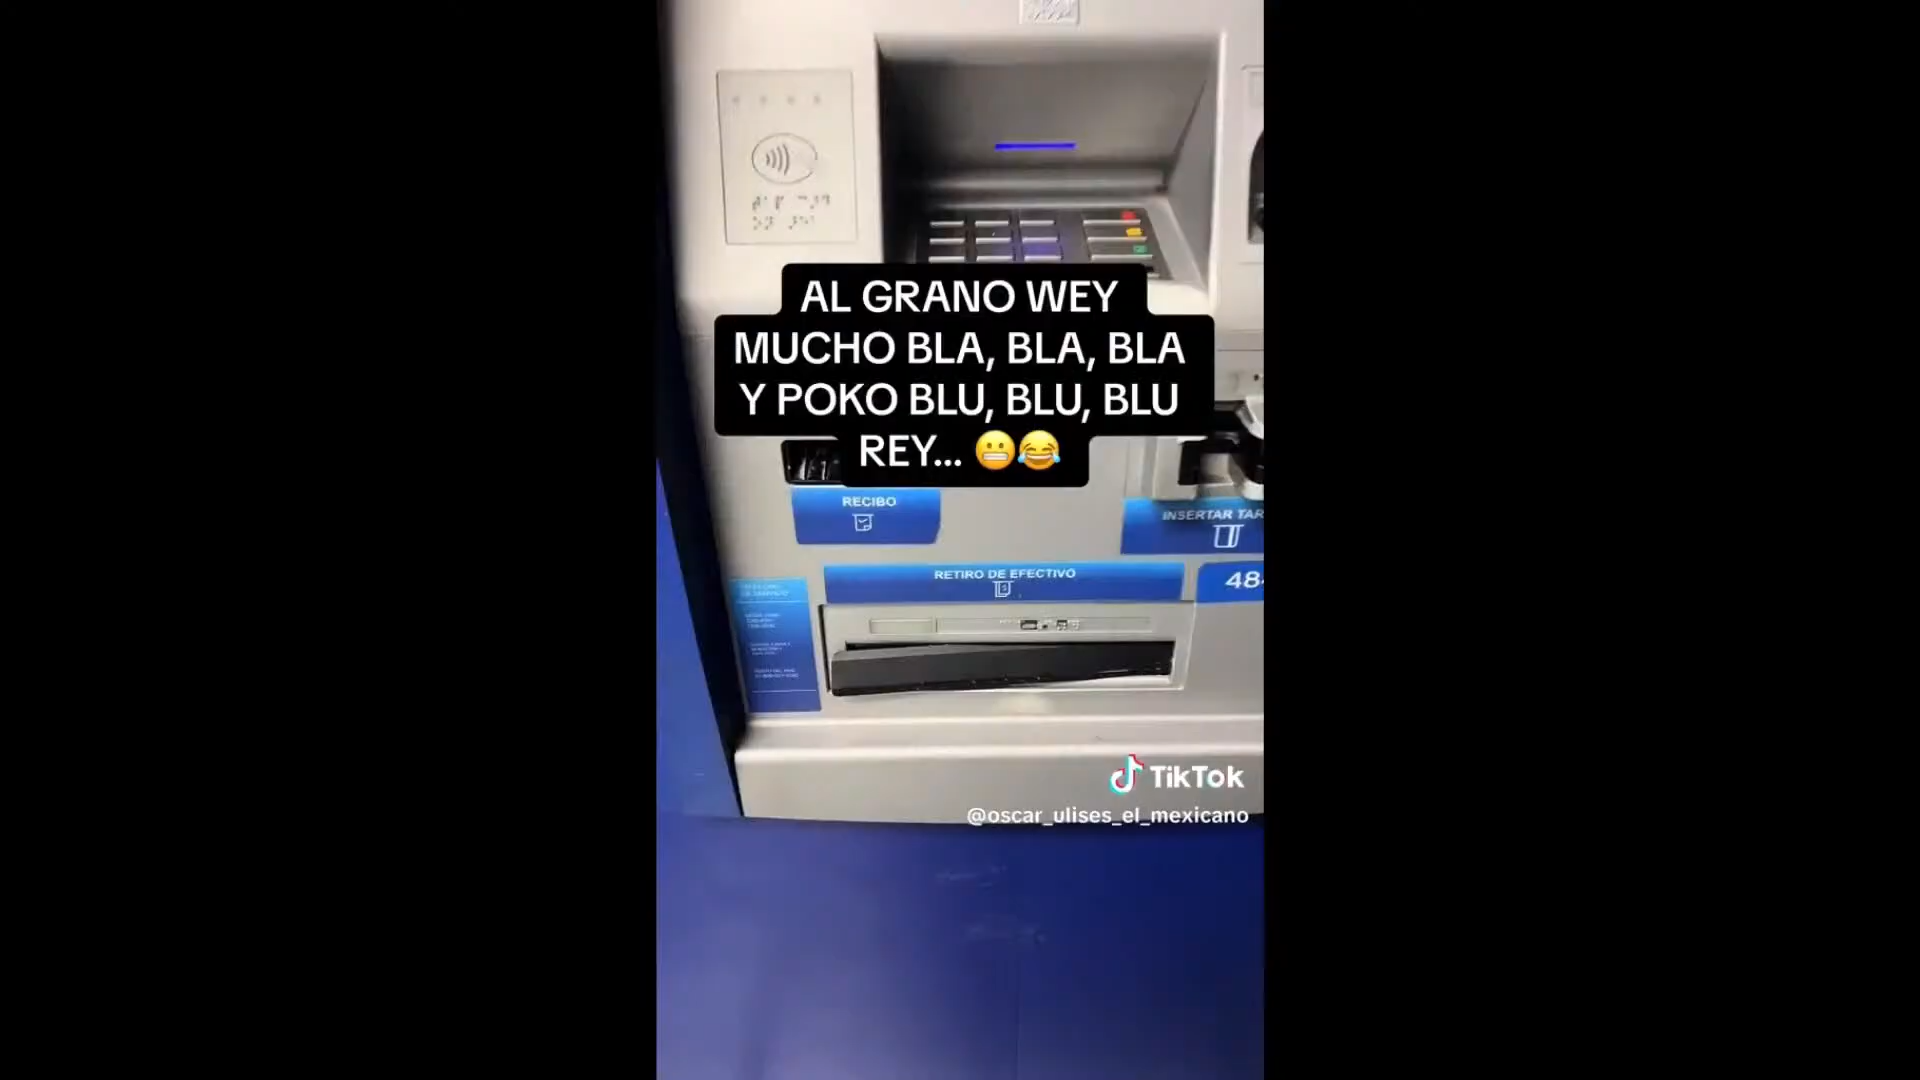 AL GRANO WEY
MUCHO BLA, BLA, BLA
Y POKO BLU, BLU, BLU
REY... 😬😂
RECIBO
INSERTAR TAR
RETIRO DE EFECTIVO
48
TikTok
@oscar_ulises_el_mexicano